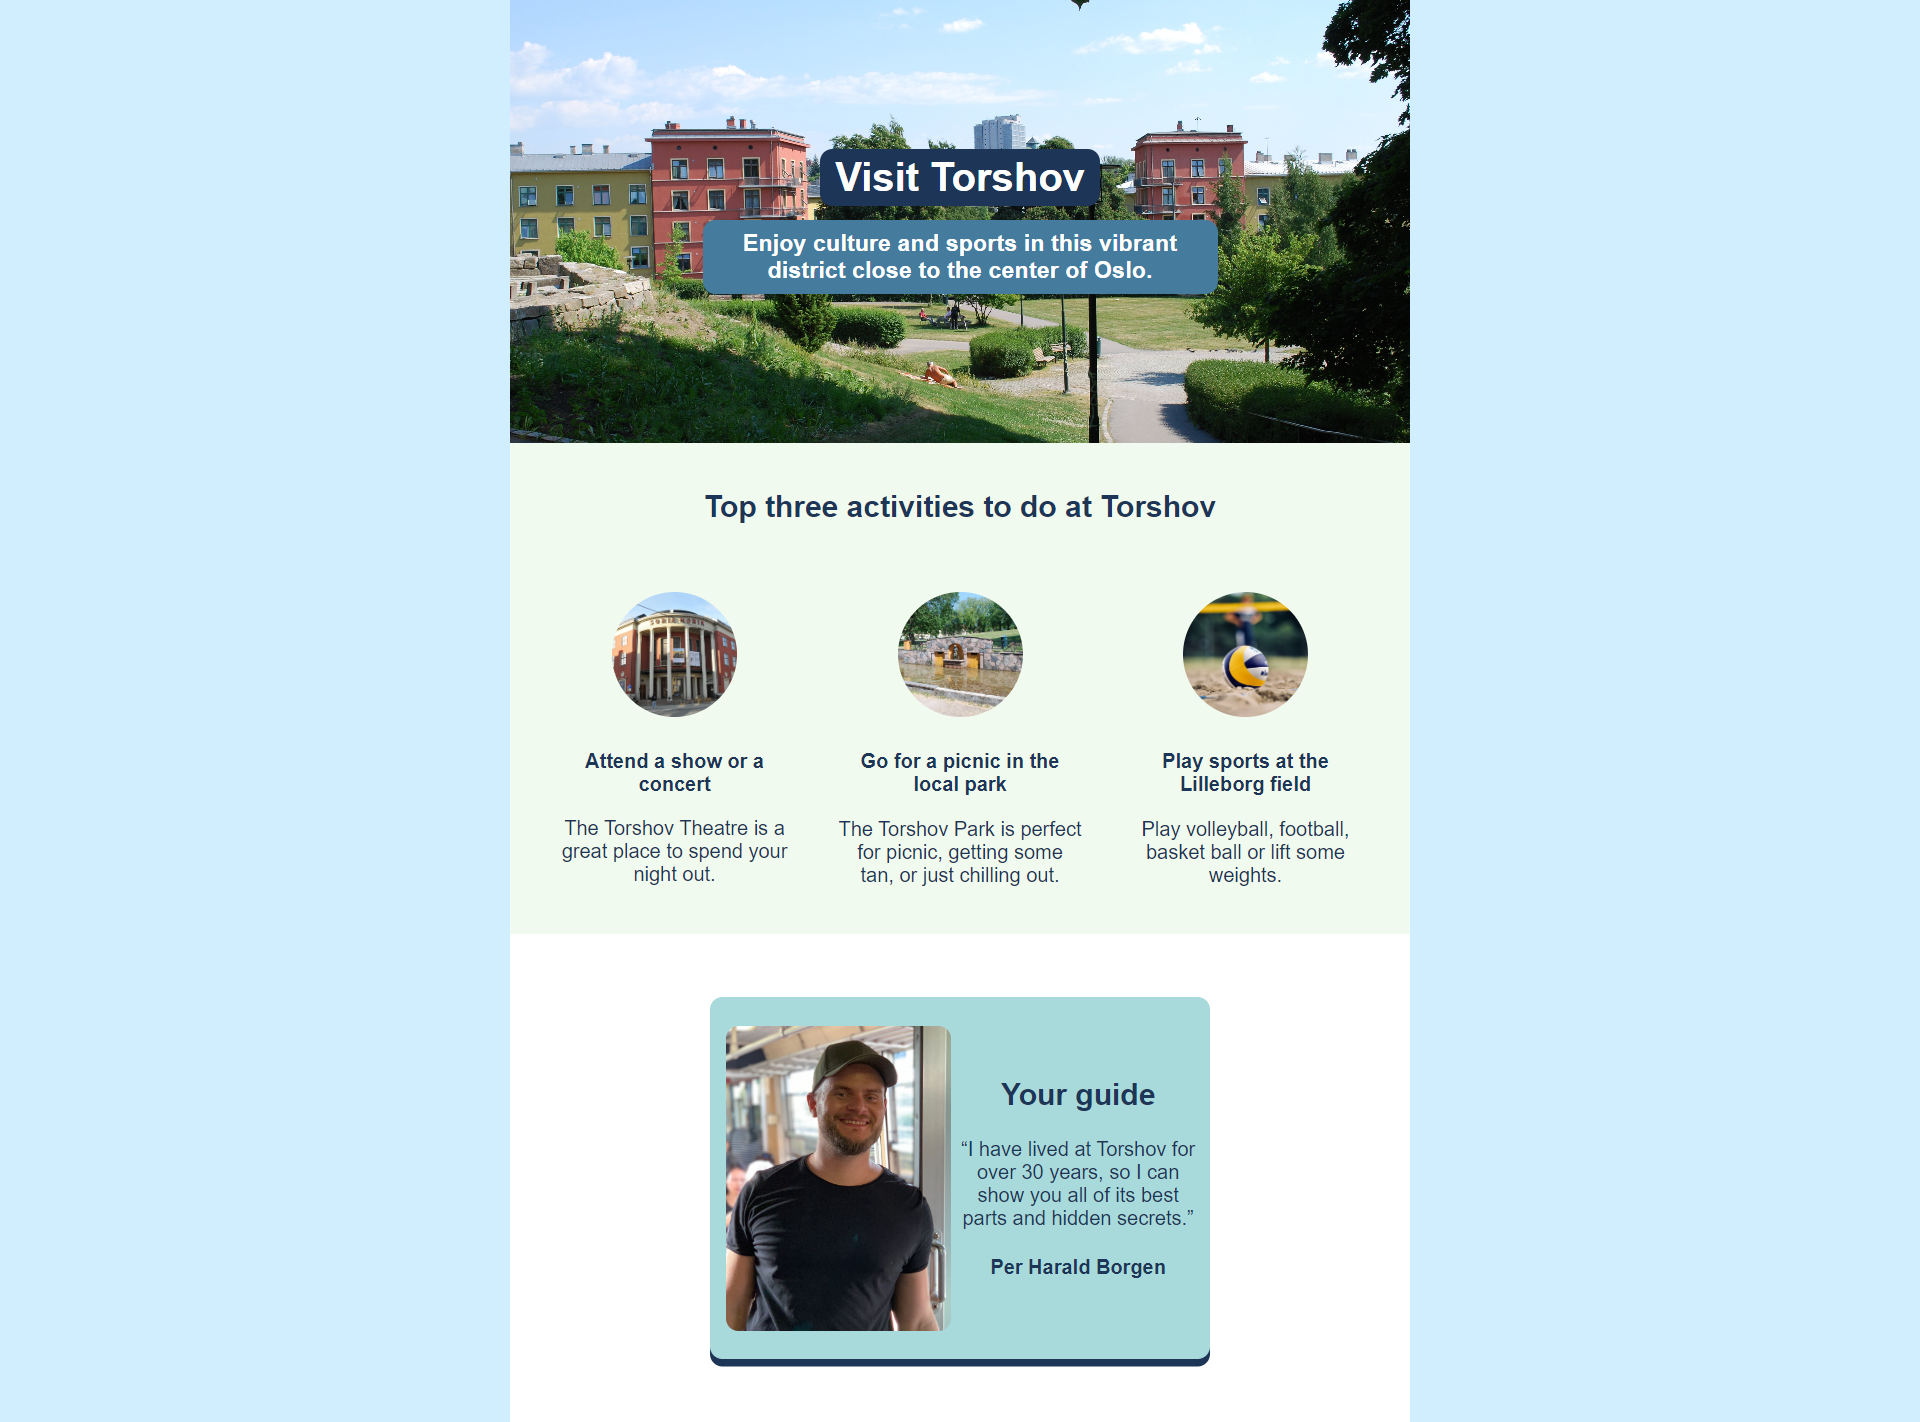 Visit Torshov
Enjoy culture and sports in this vibrant
district close to the center of Oslo.
Top three activities to do at Torshov
Attend a show or a
concert
The Torshov Theatre is a
great place to spend your
night out.
Go for a picnic in the
local park
The Torshov Park is perfect
for picnic, getting some
tan, or just chilling out.
Play sports at the
Lilleborg field
Play volleyball, football,
basket ball or lift some
weights.
Your guide
“I have lived at Torshov for
over 30 years, so I can
show you all of its best
parts and hidden secrets.”
Per Harald Borgen